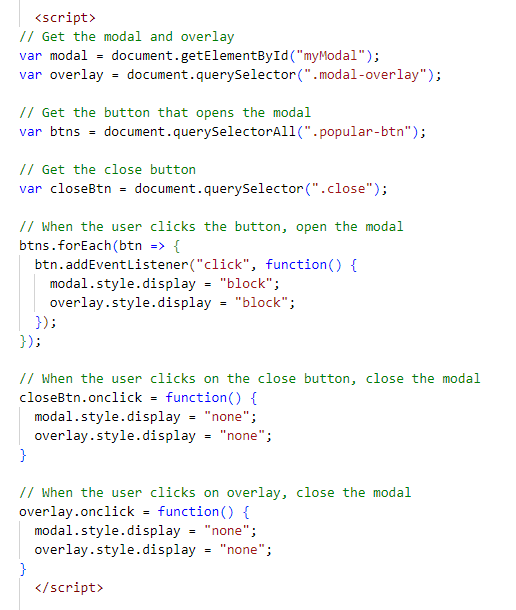 <script>
// Get the modal and overlay
var modal = document.getElementById("myModal");
var overlay = document.querySelector(".modal-overlay");
// Get the button that opens the modal
var btns = document.querySelectorAll(".popular-btn");
// Get the close button
var closeBtn = document.querySelector(".close");
// When the user clicks the button, open the modal
btns.forEach(btn => {
btn.addEventListener("click", function() {
modal.style.display = "block";
overlay.style.display = "block";
});
});
// When the user clicks on the close button, close the modal
closeBtn.onclick = function() {
modal.style.display = "none";
overlay.style.display = "none";
}
// When the user clicks on overlay, close the modal
overlay.onclick = function() {
modal.style.display = "none";
overlay.style.display = "none";
}
</script>